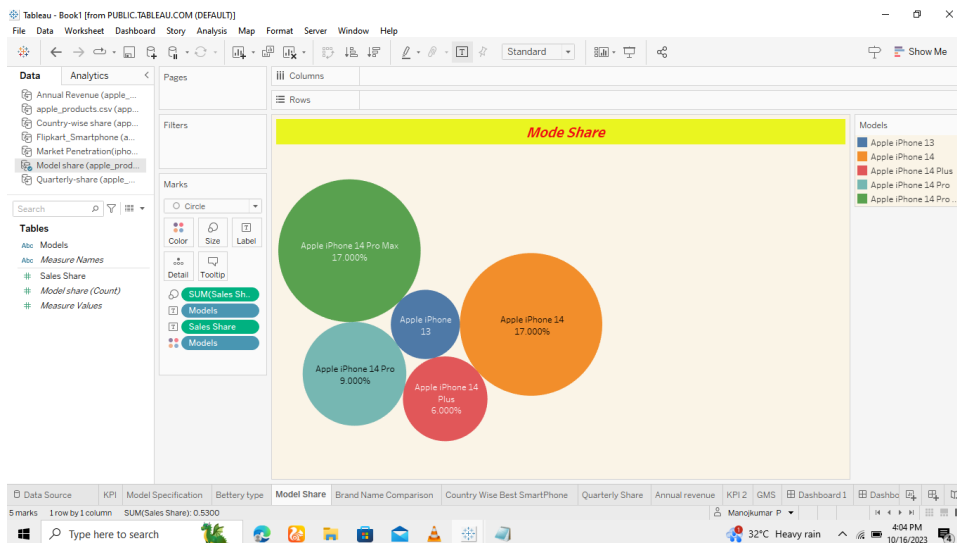 Tableau - Book1 [from PUBLIC.TABLEAU.COM (DEFAULT)]
File Data Worksheet Dashboard Story Analysis Map Format Server Window Help
Standard
Show Me
Data Analytics
Annual Revenue (apple_...
apple_products.csv (app...
Country-wise share (app...
Flipkart_Smartphone (a...
Market Penetration(ipho...
Model share (apple_prod...
Quarterly-share (apple_...
Search
Tables
Abc Models
Abc Measure Names
# Sales Share
# Model share (Count)
# Measure Values
Pages
Filters
Marks
Circle
Color Size Label
Detail Tooltip
SUM(Sales Sh..
Models
Sales Share
Models
Columns
Rows
Mode Share
Apple iPhone 14 Pro Max
17.000%
Apple iPhone
13
Apple iPhone 14
17.000%
Apple iPhone 14 Pro
9.000%
Apple iPhone 14
Plus
6.000%
Models
Apple iPhone 13
Apple iPhone 14
Apple iPhone 14 Plus
Apple iPhone 14 Pro
Apple iPhone 14 Pro ..
Data Source KPI Model Specification Bettery type Model Share Brand Name Comparison Country Wise Best SmartPhone Quarterly Share Annual revenue KPI 2 GMS Dashboard 1 Dashbo
5 marks 1 row by 1 column SUM(Sales Share): 0.5300
Manojkumar P
Type here to search
32°C Heavy rain
4:04 PM
10/16/2023
4